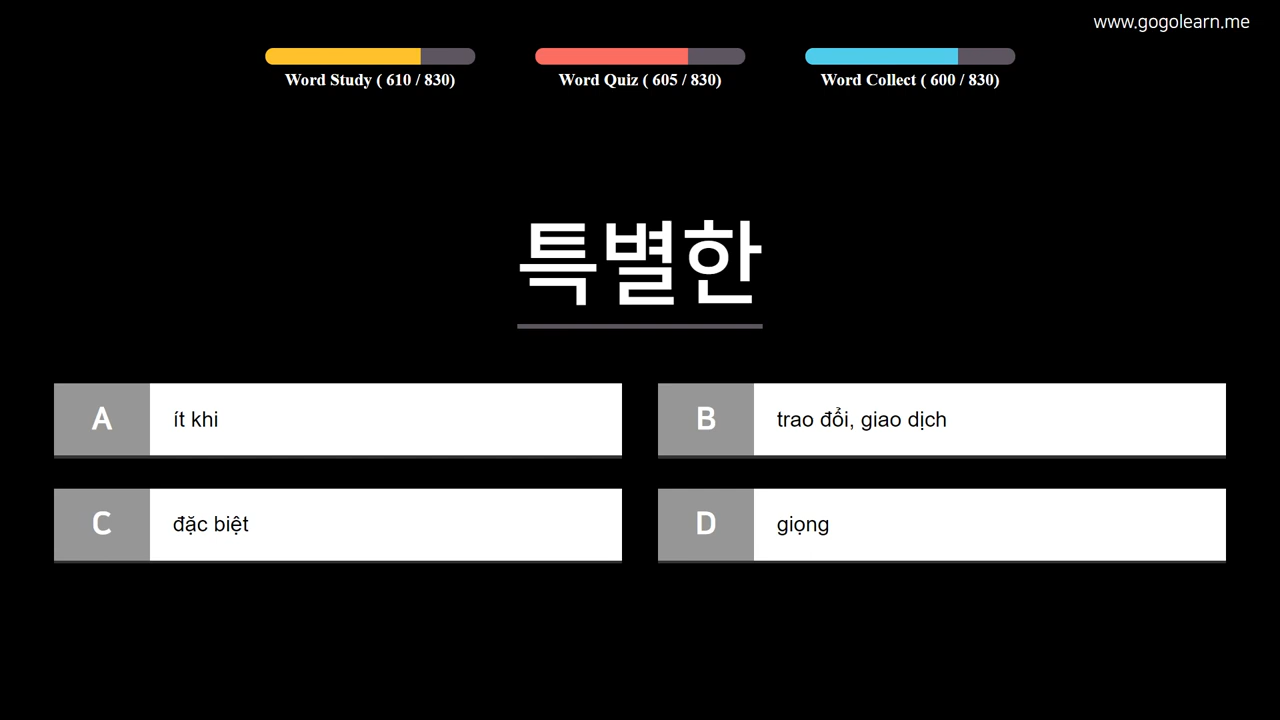 www.gogolearn.me
Word Study ( 610 / 830)
Word Quiz ( 605 / 830)
Word Collect ( 600 / 830)
특별한
A ít khi
B trao đổi, giao dịch
C đặc biệt
D giọng